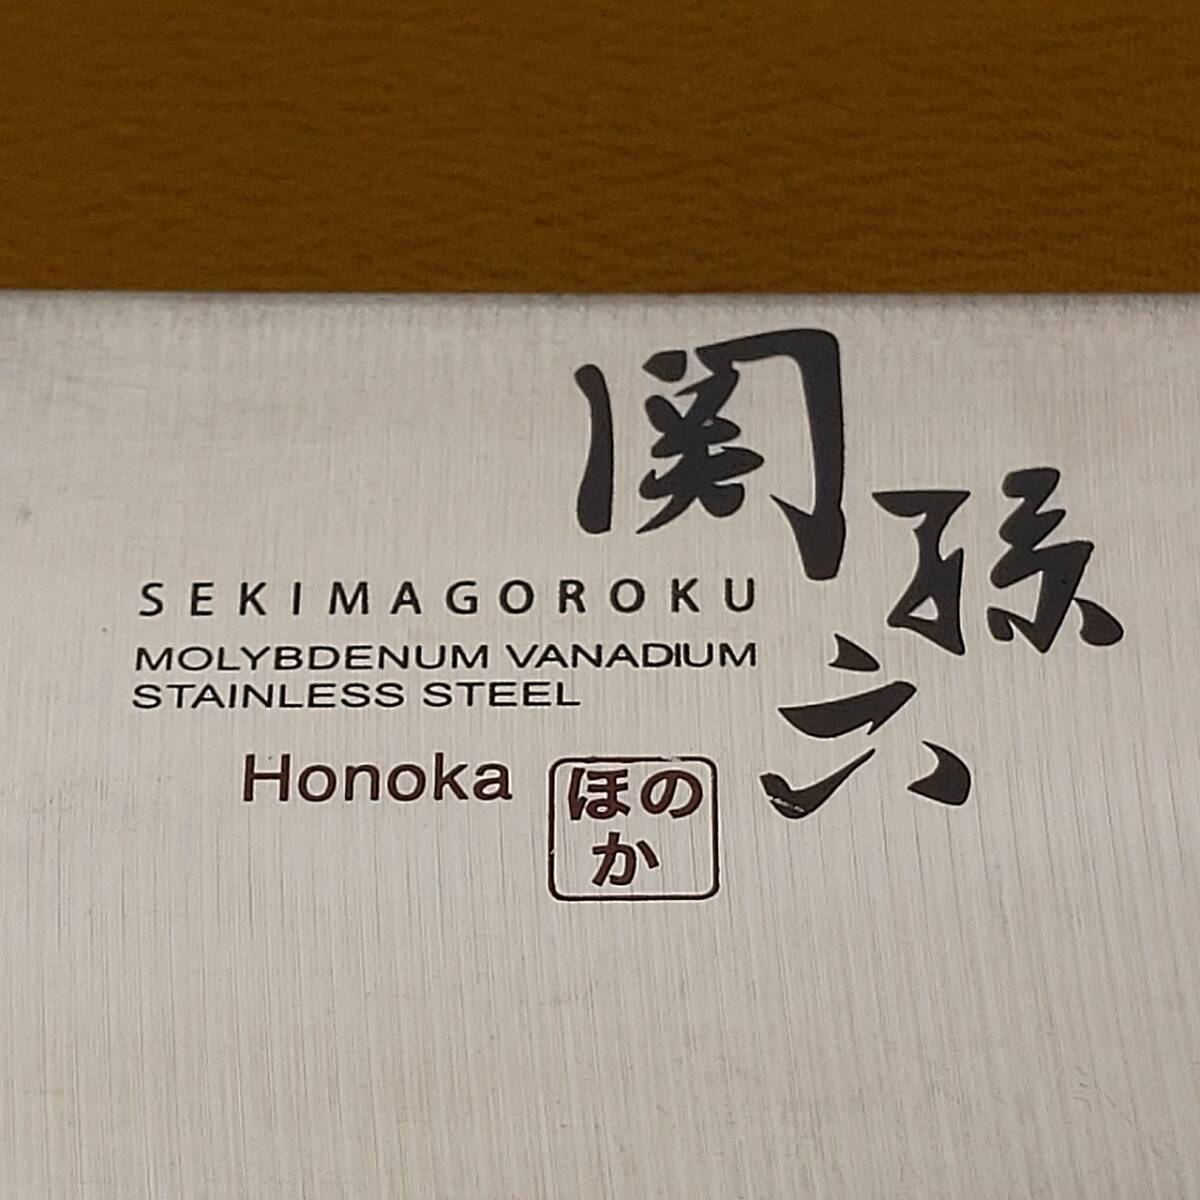 関孫六
SEKIMAGOROKU
MOLYBDENUM VANADIUM
STAINLESS STEEL
Honoka
ほの
か